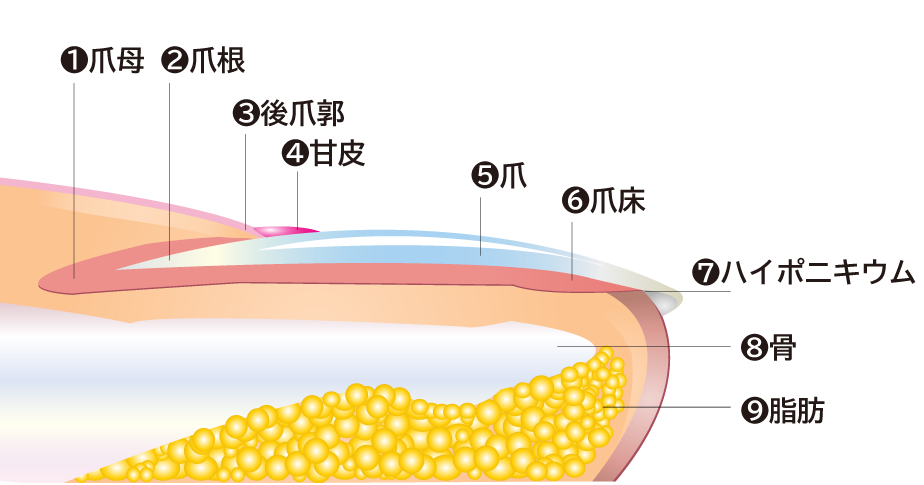 ❶爪母
❷爪根
❸後爪郭
❹甘皮
❺爪
❻爪床
❼ハイポニキウム
❽骨
❾脂肪